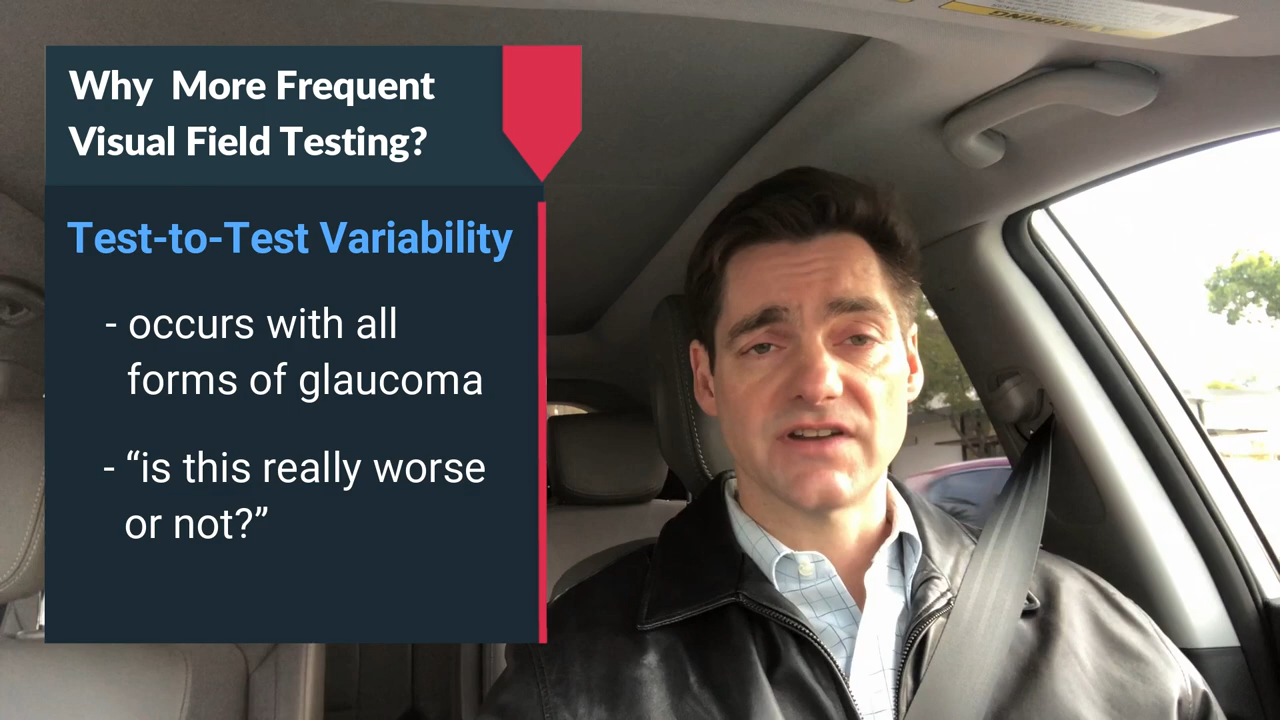 Why More Frequent
Visual Field Testing?
Test-to-Test Variability
- occurs with all
forms of glaucoma
- “is this really worse
or not?”
WARNING